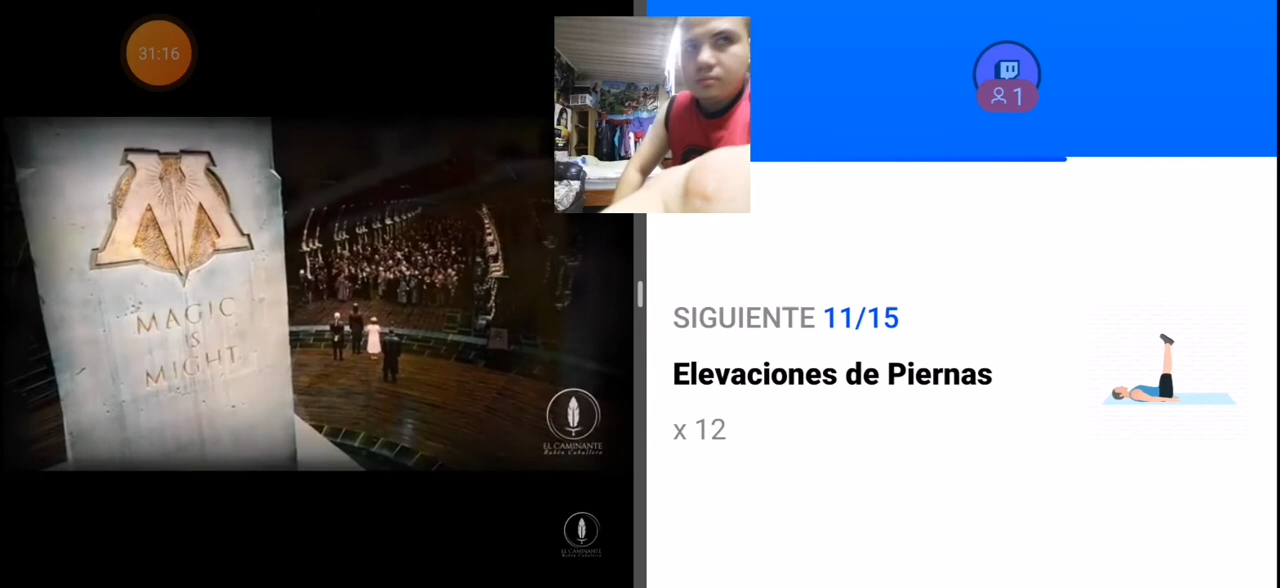 31:16
1
M
MAGIC
IS
MIGHT
EL CAMINANTE
Rubén Caballero
SIGUIENTE 11/15
Elevaciones de Piernas
x 12
EL CAMINANTE